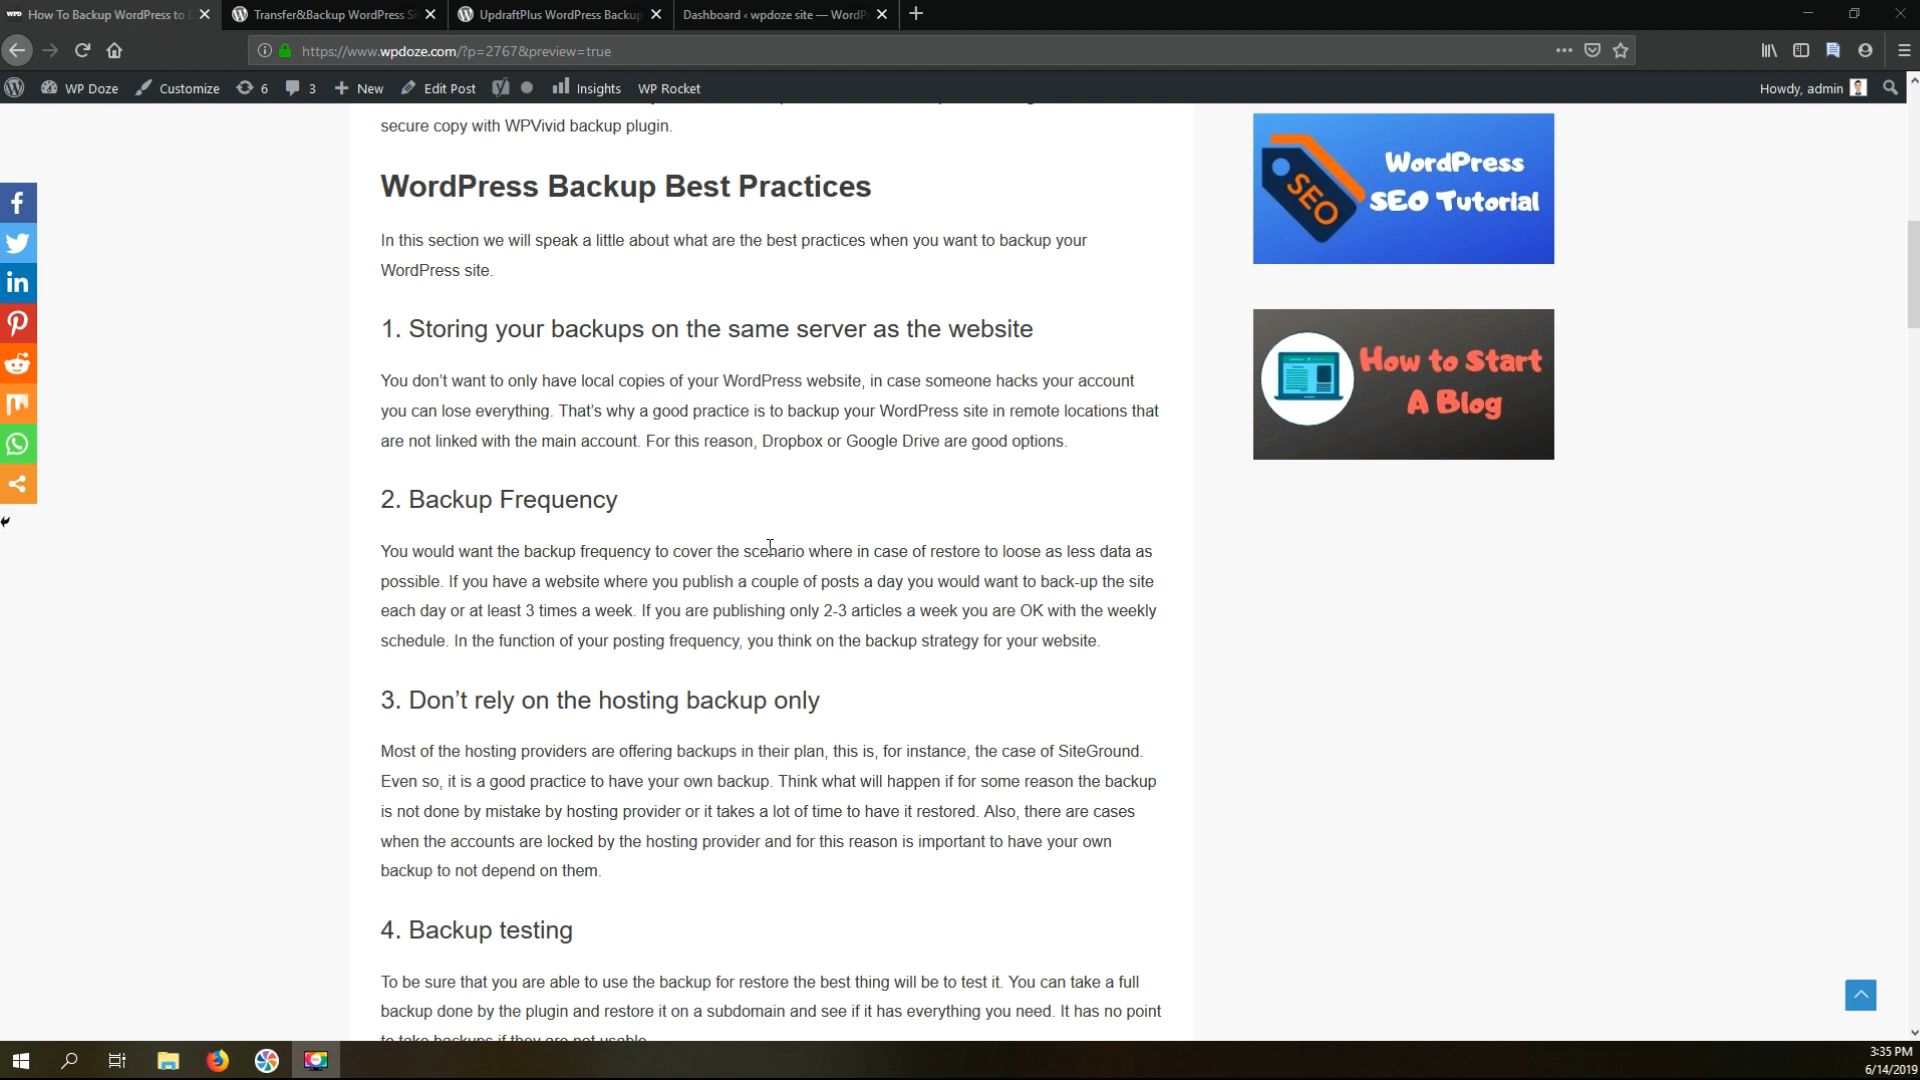 WPD How To Backup WordPress to
Transfer&Backup WordPress Si
UpdraftPlus WordPress Backup
Dashboard ‹ wpdoze site — WordP
https://www.wpdoze.com/?p=2767&preview=true
WP Doze
Customize
6
3
New
Edit Post
Insights
WP Rocket
Howdy, admin
secure copy with WPVivid backup plugin.
WordPress Backup Best Practices
In this section we will speak a little about what are the best practices when you want to backup your
WordPress site.
1. Storing your backups on the same server as the website
You don’t want to only have local copies of your WordPress website, in case someone hacks your account
you can lose everything. That’s why a good practice is to backup your WordPress site in remote locations that
are not linked with the main account. For this reason, Dropbox or Google Drive are good options.
2. Backup Frequency
You would want the backup frequency to cover the scenario where in case of restore to loose as less data as
possible. If you have a website where you publish a couple of posts a day you would want to back-up the site
each day or at least 3 times a week. If you are publishing only 2-3 articles a week you are OK with the weekly
schedule. In the function of your posting frequency, you think on the backup strategy for your website.
3. Don’t rely on the hosting backup only
Most of the hosting providers are offering backups in their plan, this is, for instance, the case of SiteGround.
Even so, it is a good practice to have your own backup. Think what will happen if for some reason the backup
is not done by mistake by hosting provider or it takes a lot of time to have it restored. Also, there are cases
when the accounts are locked by the hosting provider and for this reason is important to have your own
backup to not depend on them.
4. Backup testing
To be sure that you are able to use the backup for restore the best thing will be to test it. You can take a full
backup done by the plugin and restore it on a subdomain and see if it has everything you need. It has no point
to take backups if they are not usable.
SEO
WordPress
SEO Tutorial
How to Start
A Blog
3:35 PM
6/14/2019